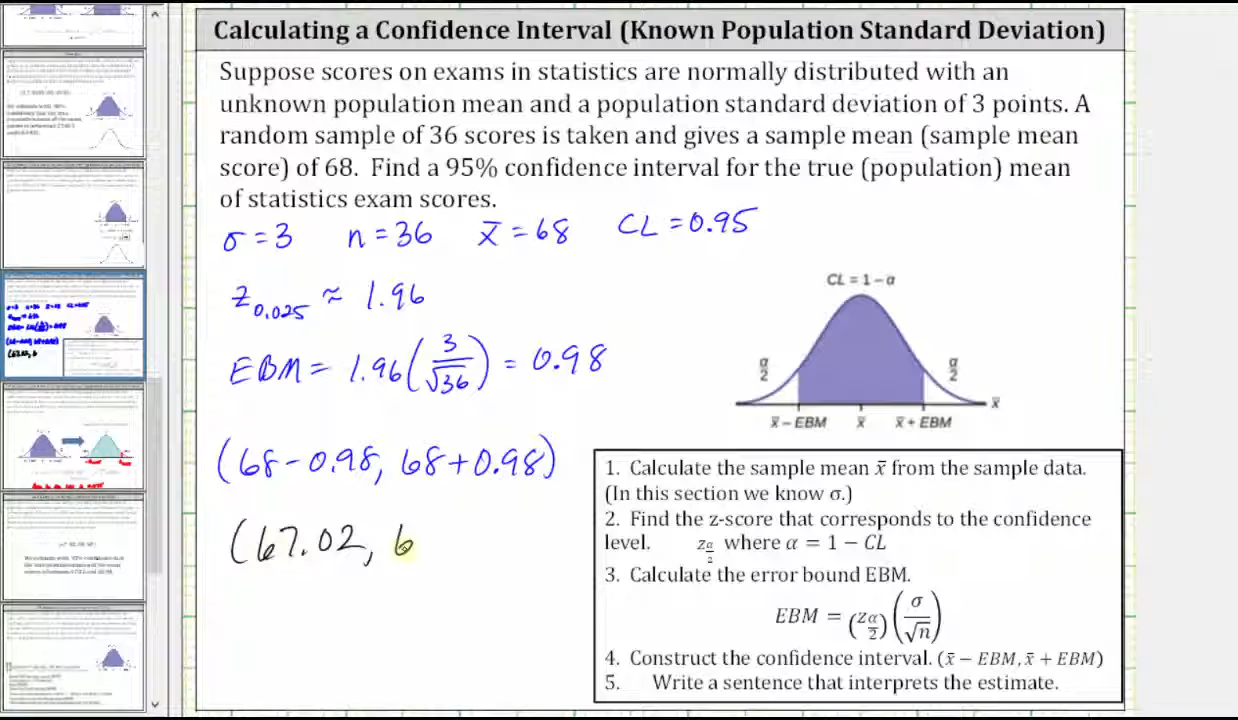 Calculating a Confidence Interval (Known Population Standard Deviation)
Suppose scores on exams in statistics are normally distributed with an
unknown population mean and a population standard deviation of 3 points. A
random sample of 36 scores is taken and gives a sample mean (sample mean
score) of 68. Find a 95% confidence interval for the true (population) mean
of statistics exam scores.
σ = 3 n = 36 x̄ = 68 CL = 0.95
z₀.₀₂₅ ≈ 1.96
EBM = 1.96(3/√36) = 0.98
(68 − 0.98, 68 + 0.98)
(67.02, 6
CL = 1 − α
α/2 α/2
x̄ − EBM x̄ x̄ + EBM x̄
1. Calculate the sample mean x̄ from the sample data.
(In this section we know σ.)
2. Find the z-score that corresponds to the confidence
level. z α/2 where α = 1 − CL
3. Calculate the error bound EBM.
EBM = (z α/2)(σ/√n)
4. Construct the confidence interval. (x̄ − EBM, x̄ + EBM)
5. Write a sentence that interprets the estimate.